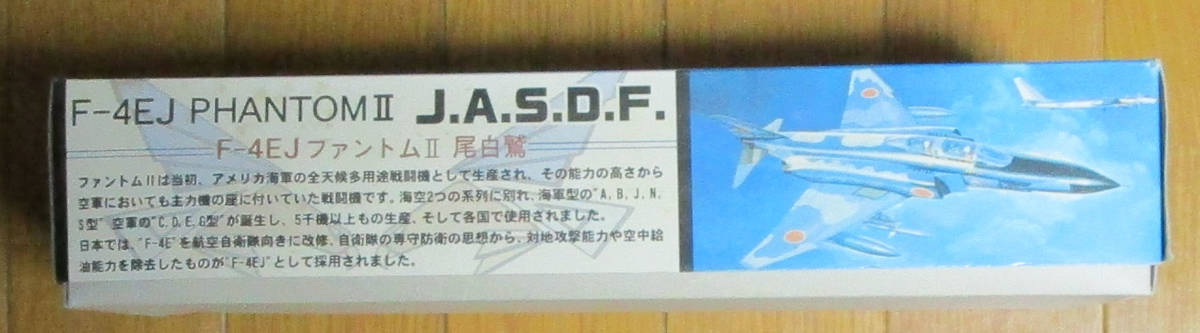 F-4EJ PHANTOMⅡ J.A.S.D.F.
F-4EJファントムⅡ 尾白鷲
ファントムⅡは当初、アメリカ海軍の全天候多用途戦闘機として生産され、その能力の高さから
空軍においても主力機の座に付いていた戦闘機です。海空2つの系列に別れ、海軍型の"A,B,J,N,
S型" 空軍の"C,D,E,G型"が誕生し、5千機以上もの生産、そして各国で使用されました。
日本では、"F-4E"を航空自衛隊向きに改修、自衛隊の専守防衛の思想から、対地攻撃能力や空中給
油能力を除去したものが"F-4EJ"として採用されました。